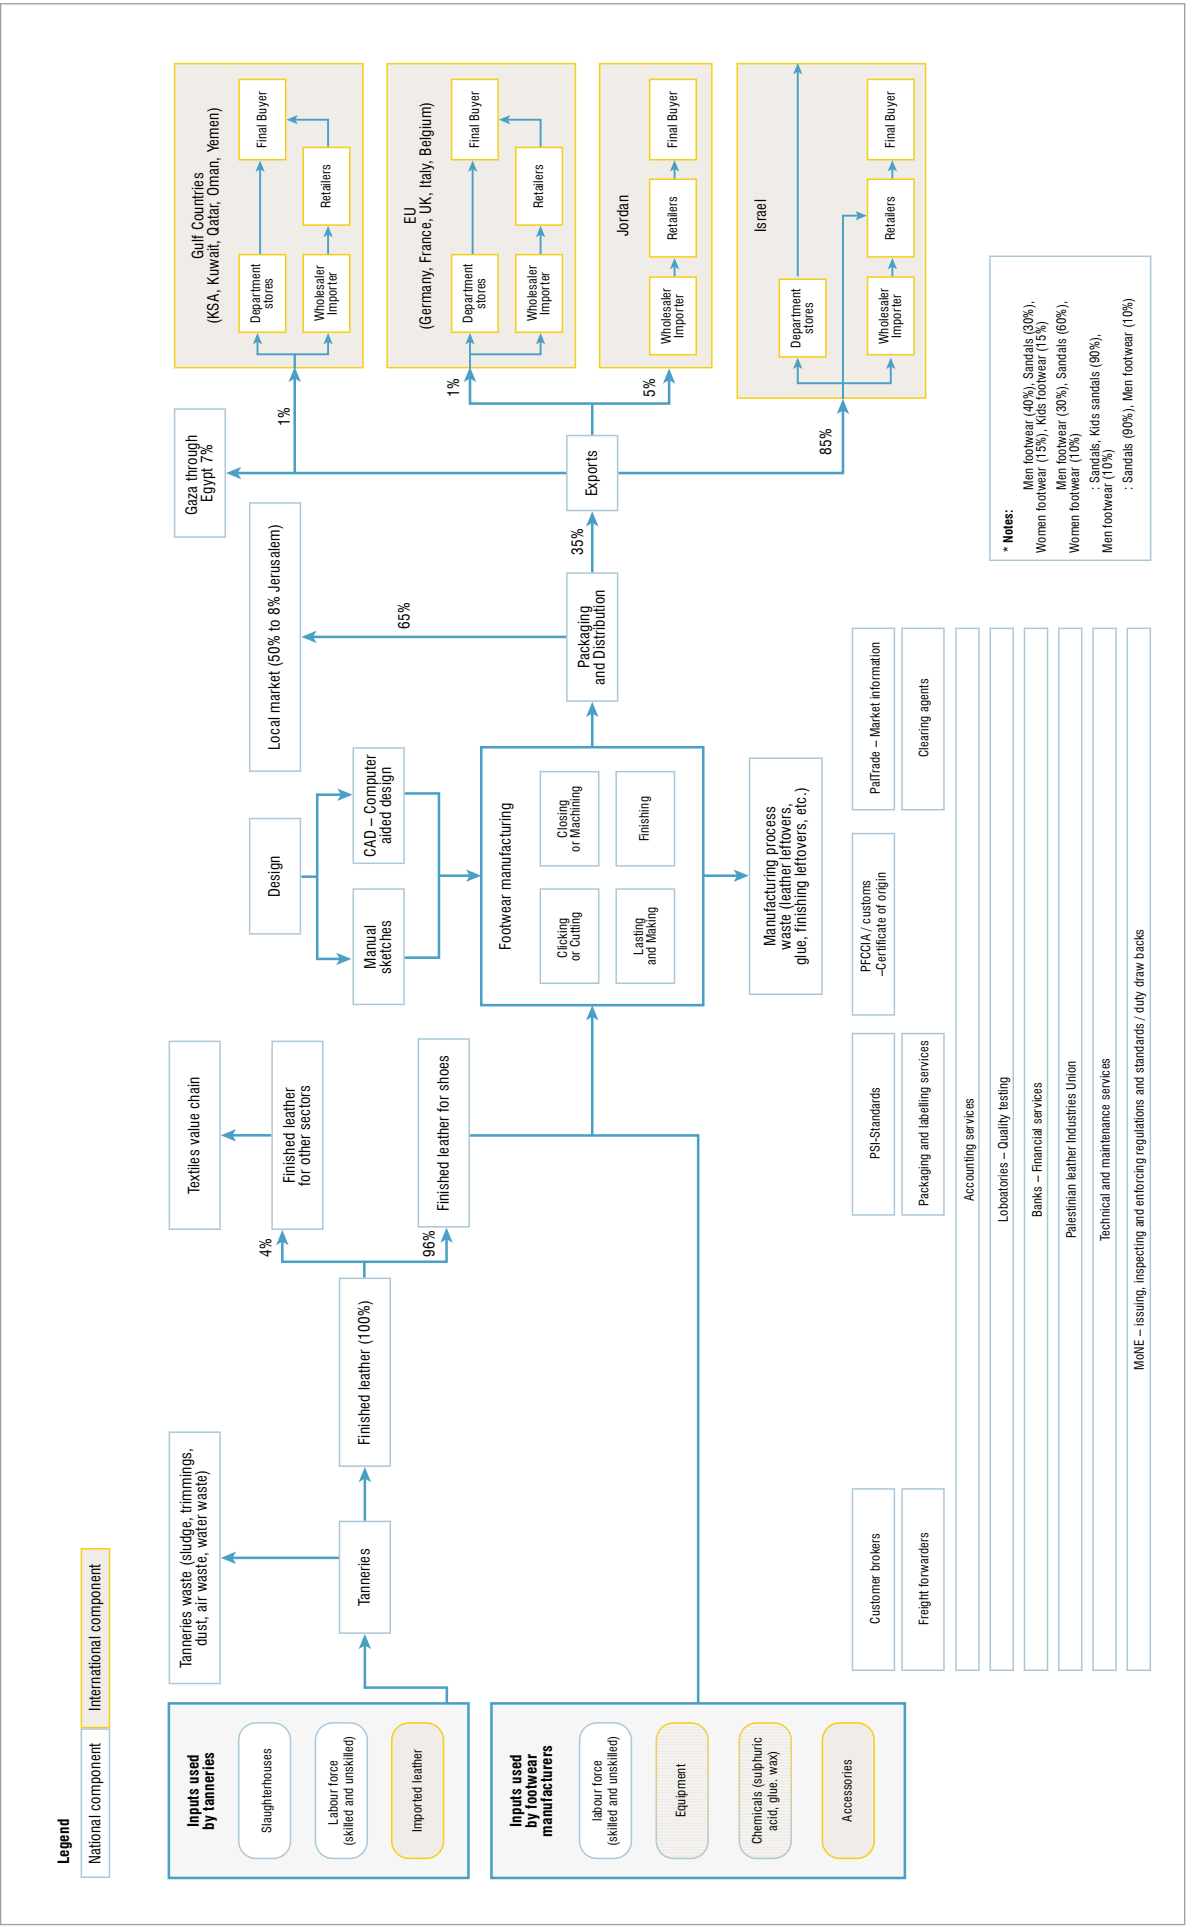 Legend
National component
International component
Inputs used
by tanneries
Slaughterhouses
Labour force
(skilled and unskilled)
Imported leather
Inputs used
by footwear
manufacturers
labour force
(skilled and unskilled)
Equipment
Chemicals (sulphuric
acid, glue. wax)
Accessories
Tanneries waste (sludge, trimmings,
dust, air waste, water waste)
Tanneries
Finished leather (100%)
4%
96%
Textiles value chain
Finished leather
for other sectors
Finished leather for shoes
Design
Manual
sketches
CAD – Computer
aided design
Footwear manufacturing
Clicking
or Cutting
Closing
or Machining
Lasting
and Making
Finishing
Manufacturing process
waste (leather leftovers,
glue, finishing leftovers, etc.)
Local market (50% to 8% Jerusalem)
65%
Packaging
and Distribution
35%
Exports
Gaza through
Egypt 7%
1%
1%
5%
85%
Gulf Countries
(KSA, Kuwait, Qatar, Oman, Yemen)
Department
stores
Final Buyer
Wholesaler
Importer
Retailers
EU
(Germany, France, UK, Italy, Belgium)
Department
stores
Final Buyer
Wholesaler
Importer
Retailers
Jordan
Wholesaler
Importer
Retailers
Final Buyer
Israel
Department
stores
Wholesaler
Importer
Retailers
Final Buyer
Customer brokers
Freight forwarders
PSI-Standards
Packaging and labelling services
PFCCIA / customs
–Certificate of origin
PalTrade – Market information
Clearing agents
Accounting services
Loboatories – Quality testing
Banks – Financial services
Palestinian leather Industries Union
Technical and maintenance services
MoNE – issuing, inspecting and enforcing regulations and standards / duty draw backs
* Notes:
Men footwear (40%), Sandals (30%),
Women footwear (15%), Kids footwear (15%)
Men footwear (30%), Sandals (60%),
Women footwear (10%)
: Sandals, Kids sandals (90%),
Men footwear (10%)
: Sandals (90%), Men footwear (10%)